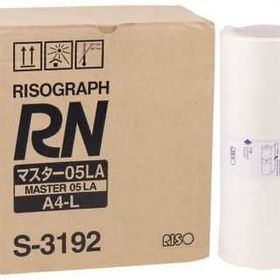 RISOGRAPH
RN
マスター05LA
MASTER 05 LA
A4-L
S-3192
RISO